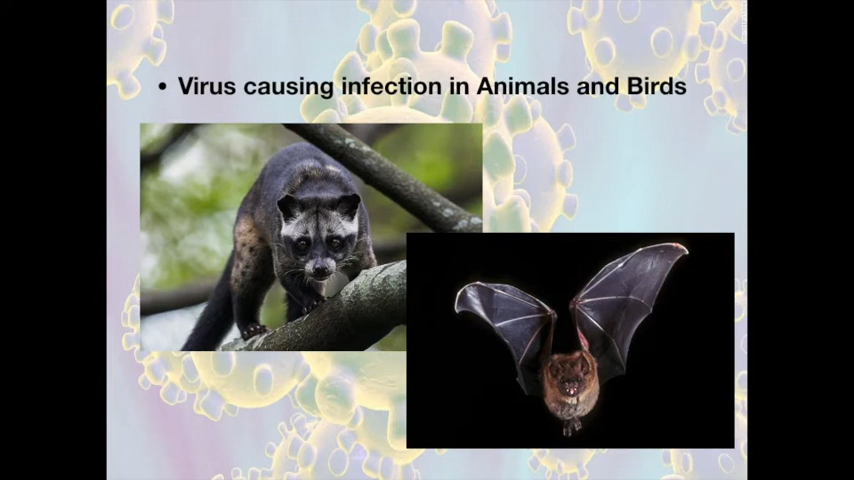 • Virus causing infection in Animals and Birds